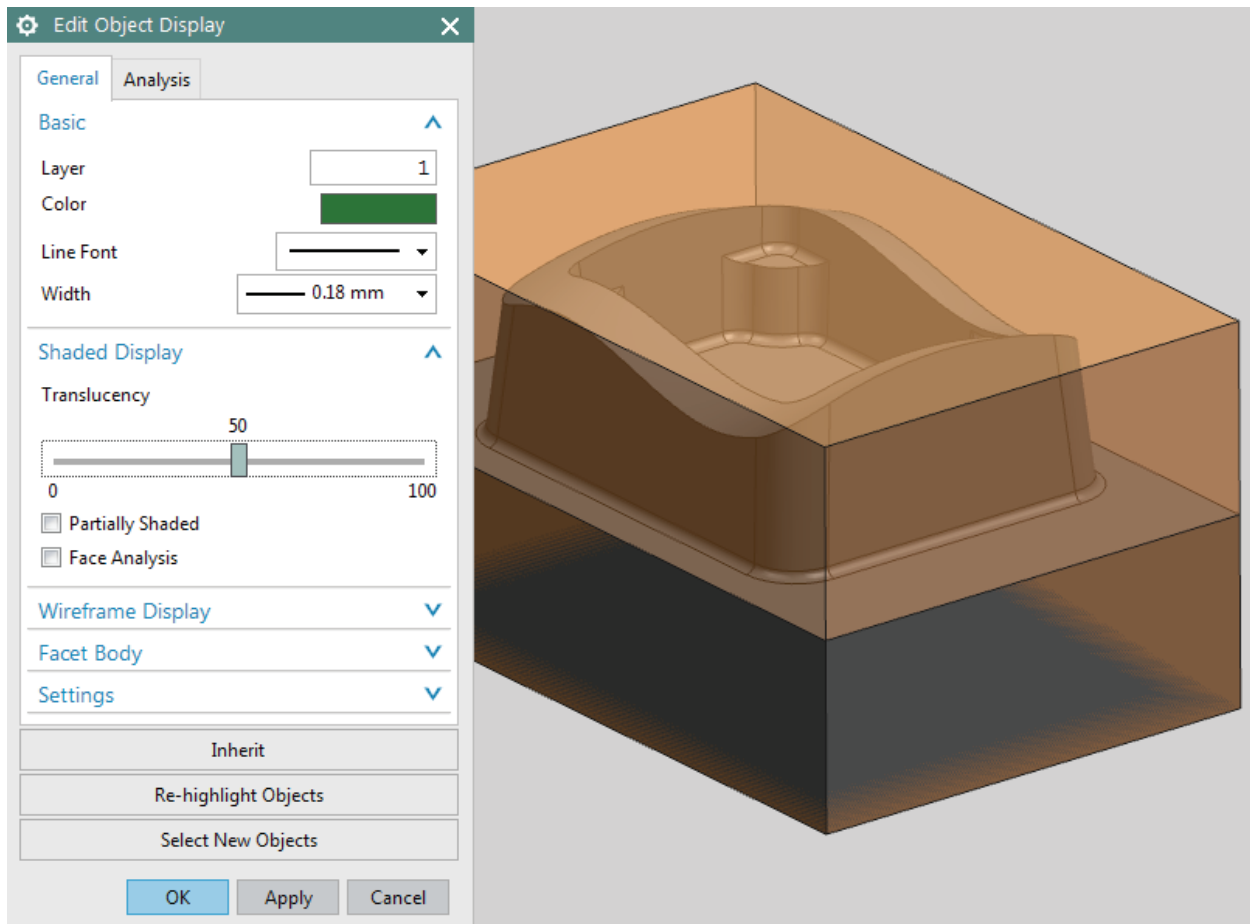 Edit Object Display
General Analysis
Basic
Layer 1
Color
Line Font
Width 0.18 mm
Shaded Display
Translucency
50
0 100
Partially Shaded
Face Analysis
Wireframe Display
Facet Body
Settings
Inherit
Re-highlight Objects
Select New Objects
OK Apply Cancel